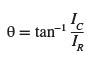 θ = tan⁻¹ I_C / I_R